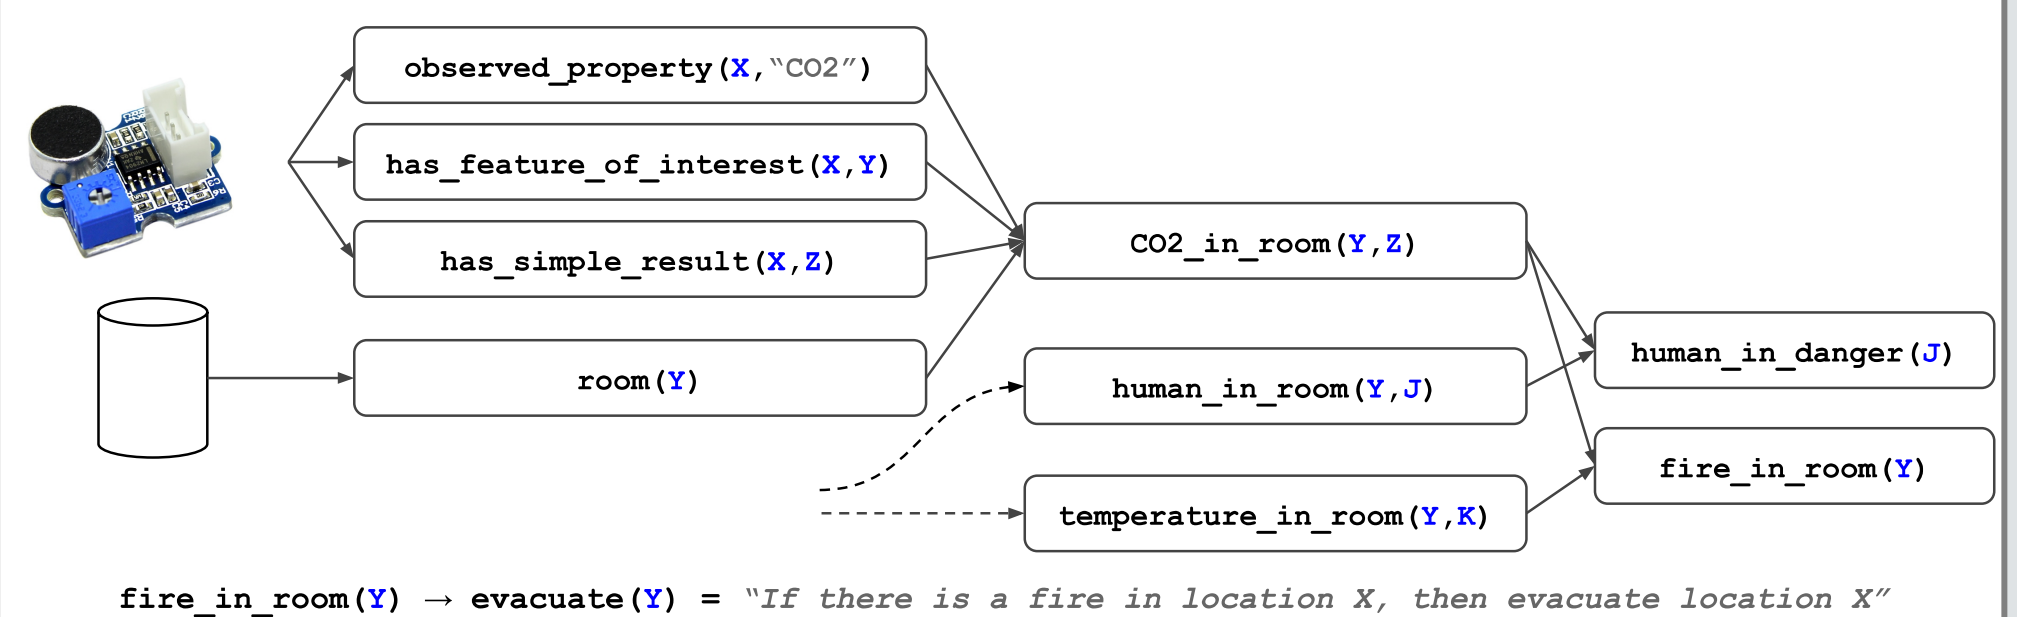 observed_property(X,“CO2”)
has_feature_of_interest(X,Y)
has_simple_result(X,Z)
room(Y)
CO2_in_room(Y,Z)
human_in_room(Y,J)
temperature_in_room(Y,K)
human_in_danger(J)
fire_in_room(Y)
fire_in_room(Y) → evacuate(Y) = “If there is a fire in location X, then evacuate location X”